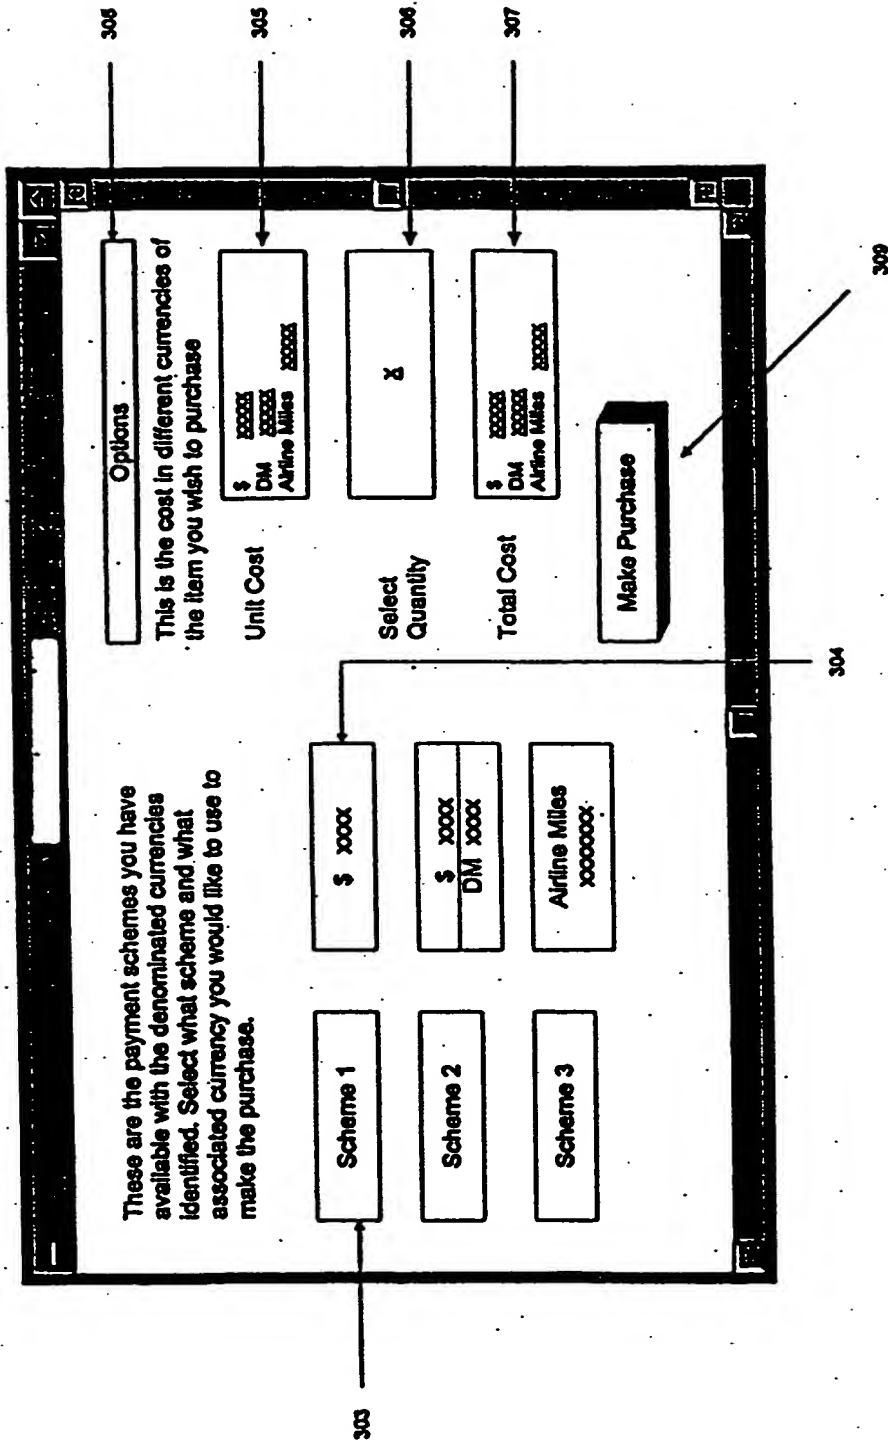 These are the payment schemes you have
available with the denominated currencies
identified. Select what scheme and what
associated currency you would like to use to
make the purchase.
303
Scheme 1
$ xxxx
304
Scheme 2
$ xxxx
DM xxxx
Scheme 3
Airline Miles
xxxxxxx
Options
308
This is the cost in different currencies of
the item you wish to purchase
Unit Cost
$ xxxxx
DM xxxxx
Airline Miles xxxxx
305
Select
Quantity
x
306
Total Cost
$ xxxxx
DM xxxxx
Airline Miles xxxxx
307
Make Purchase
309